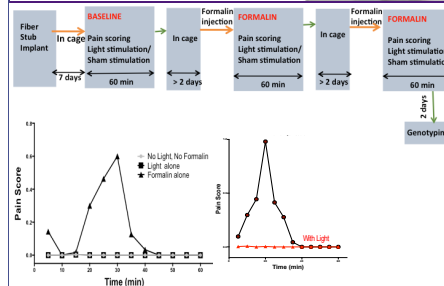 Fiber
Stub
Implant
In cage
7 days
BASELINE
Pain scoring
Light stimulation/
Sham stimulation
60 min
In cage
> 2 days
Formalin
injection
FORMALIN
Pain scoring
Light stimulation/
Sham stimulation
60 min
In cage
> 2 days
Formalin
injection
FORMALIN
Pain scoring
Light stimulation/
Sham stimulation
60 min
2 days
Genotyping
Pain Score
0.8
0.6
0.4
0.2
0.0
No Light, No Formalin
Light alone
Formalin alone
0 10 20 30 40 50 60
Time (min)
Pain Score
With Light
Time (min)